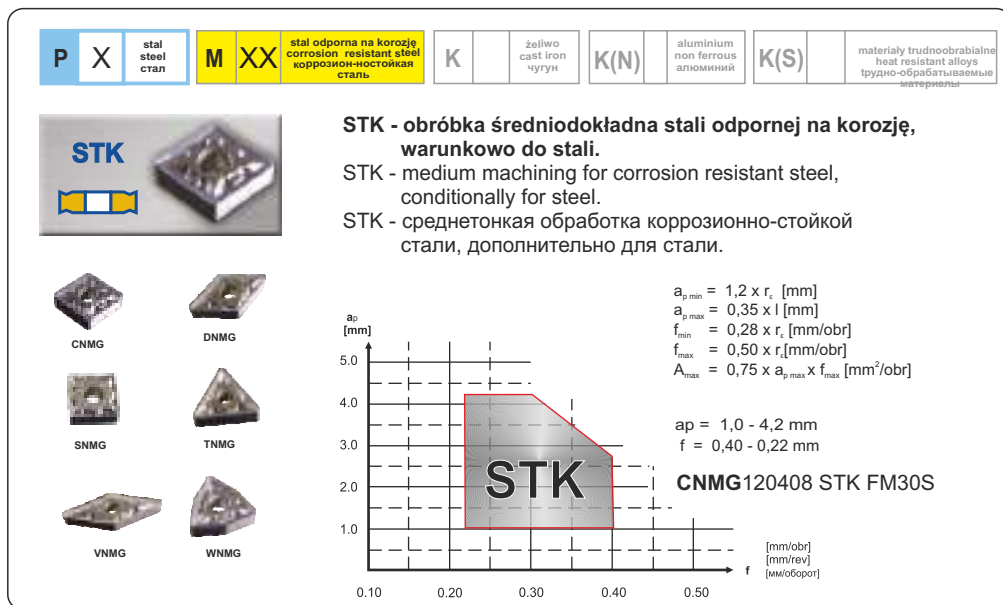 P X stal
steel
стал
M XX stal odporna na korozję
corrosion resistant steel
коррозион-ностойкая
сталь
K żeliwo
cast iron
чугун
K(N) aluminium
non ferrous
алюминий
K(S) materiały trudnoobrabialne
heat resistant alloys
трудно-обрабатываемые
материалы
STK
STK - obróbka średniodokładna stali odpornej na korozję,
warunkowo do stali.
STK - medium machining for corrosion resistant steel,
conditionally for steel.
STK - среднетонкая обработка коррозионно-стойкой
стали, дополнительно для стали.
CNMG
DNMG
SNMG
TNMG
VNMG
WNMG
ap
[mm]
5.0
4.0
3.0
2.0
1.0
STK
0.10 0.20 0.30 0.40 0.50
f
[mm/obr]
[mm/rev]
[мм/оборот]
ap min = 1,2 x rε [mm]
ap max = 0,35 x l [mm]
fmin = 0,28 x rε [mm/obr]
fmax = 0,50 x rε[mm/obr]
Amax = 0,75 x ap max x fmax [mm²/obr]
ap = 1,0 - 4,2 mm
f = 0,40 - 0,22 mm
CNMG120408 STK FM30S